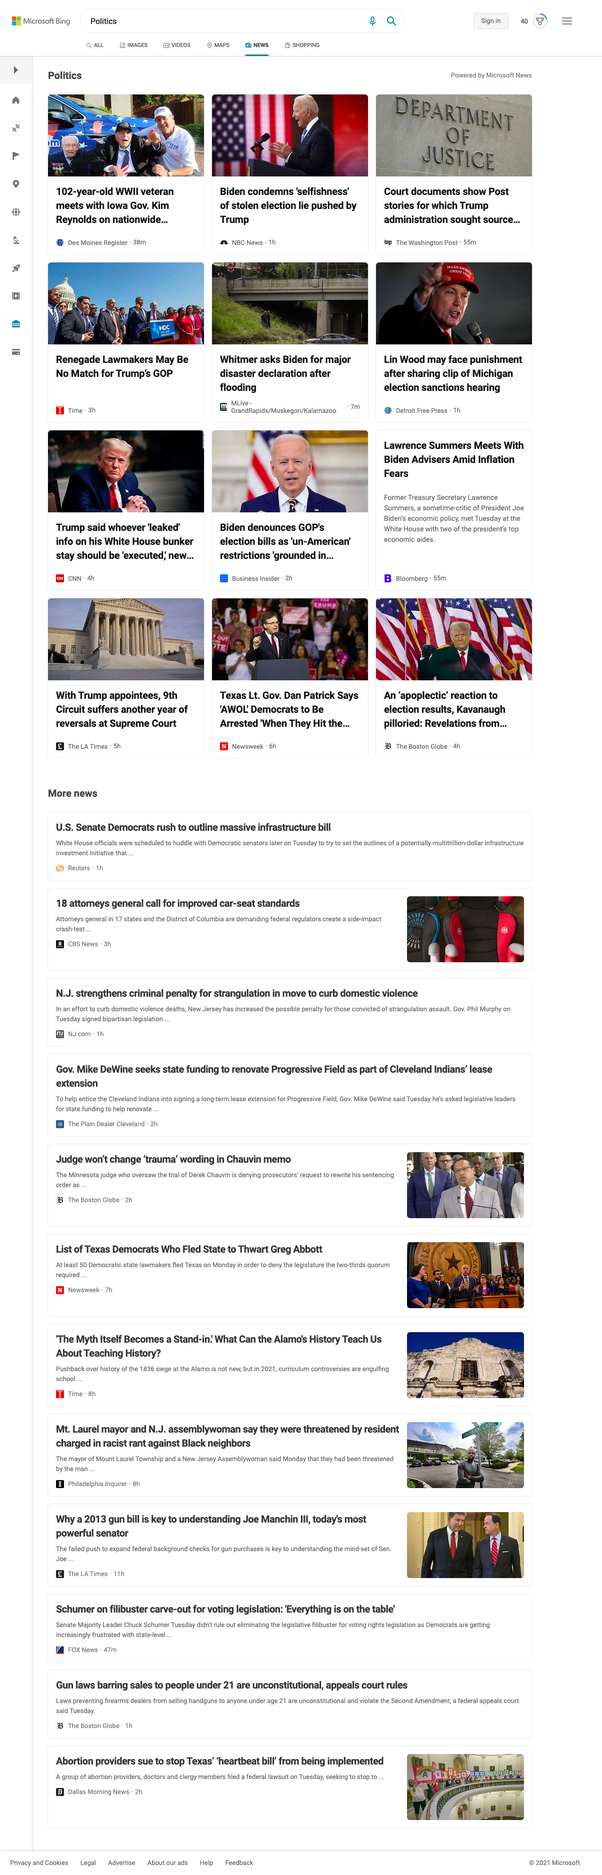 Microsoft Bing
Politics
Sign in
40
ALL
IMAGES
VIDEOS
MAPS
NEWS
SHOPPING
Politics
Powered by Microsoft News
102-year-old WWII veteran
meets with Iowa Gov. Kim
Reynolds on nationwide...
Des Moines Register · 38m
Biden condemns 'selfishness'
of stolen election lie pushed by
Trump
NBC News · 1h
DEPARTMENT
OF
JUSTICE
Court documents show Post
stories for which Trump
administration sought source...
The Washington Post · 55m
Renegade Lawmakers May Be
No Match for Trump's GOP
Time · 3h
Whitmer asks Biden for major
disaster declaration after
flooding
MLive -
GrandRapids/Muskegon/Kalamazoo · 7m
Lin Wood may face punishment
after sharing clip of Michigan
election sanctions hearing
Detroit Free Press · 1h
Trump said whoever 'leaked'
info on his White House bunker
stay should be 'executed,' new...
CNN · 4h
Biden denounces GOP's
election bills as 'un-American'
restrictions 'grounded in...
Business Insider · 2h
Lawrence Summers Meets With
Biden Advisers Amid Inflation
Fears
Former Treasury Secretary Lawrence
Summers, a sometime-critic of President Joe
Biden's economic policy, met Tuesday at the
White House with two of the president's top
economic aides.
Bloomberg · 55m
With Trump appointees, 9th
Circuit suffers another year of
reversals at Supreme Court
The LA Times · 5h
Texas Lt. Gov. Dan Patrick Says
'AWOL' Democrats to Be
Arrested 'When They Hit the...
Newsweek · 6h
An 'apoplectic' reaction to
election results, Kavanaugh
pilloried: Revelations from...
The Boston Globe · 4h
More news
U.S. Senate Democrats rush to outline massive infrastructure bill
White House officials were scheduled to huddle with Democratic senators later on Tuesday to try to set the outlines of a potentially multitrillion-dollar infrastructure
investment initiative that ...
Reuters · 1h
18 attorneys general call for improved car-seat standards
Attorneys general in 17 states and the District of Columbia are demanding federal regulators create a side-impact
crash-test ...
CBS News · 3h
N.J. strengthens criminal penalty for strangulation in move to curb domestic violence
In an effort to curb domestic violence deaths, New Jersey has increased the possible penalty for those convicted of strangulation assault. Gov. Phil Murphy on
Tuesday signed bipartisan legislation ...
NJ.com · 1h
Gov. Mike DeWine seeks state funding to renovate Progressive Field as part of Cleveland Indians' lease
extension
To help entice the Cleveland Indians into signing a long-term lease extension for Progressive Field, Gov. Mike DeWine said Tuesday he's asked legislative leaders
for state funding to help renovate ...
The Plain Dealer Cleveland · 2h
Judge won't change 'trauma' wording in Chauvin memo
The Minnesota judge who oversaw the trial of Derek Chauvin is denying prosecutors' request to rewrite his sentencing
order as ...
The Boston Globe · 2h
List of Texas Democrats Who Fled State to Thwart Greg Abbott
At least 50 Democratic state lawmakers fled Texas on Monday in order to deny the legislature the two-thirds quorum
required ...
Newsweek · 7h
'The Myth Itself Becomes a Stand-in.' What Can the Alamo's History Teach Us
About Teaching History?
Pushback over history of the 1836 siege at the Alamo is not new, but in 2021, curriculum controversies are engulfing
school ...
Time · 8h
Mt. Laurel mayor and N.J. assemblywoman say they were threatened by resident
charged in racist rant against Black neighbors
The mayor of Mount Laurel Township and a New Jersey Assemblywoman said Monday that they had been threatened
by the man ...
Philadelphia Inquirer · 8h
Why a 2013 gun bill is key to understanding Joe Manchin III, today's most
powerful senator
The failed push to expand federal background checks for gun purchases is key to understanding the mind-set of Sen.
Joe ...
The LA Times · 11h
Schumer on filibuster carve-out for voting legislation: 'Everything is on the table'
Senate Majority Leader Chuck Schumer Tuesday didn't rule out eliminating the legislative filibuster for voting rights legislation as Democrats are getting
increasingly frustrated with state-level ...
FOX News · 47m
Gun laws barring sales to people under 21 are unconstitutional, appeals court rules
Laws preventing firearms dealers from selling handguns to anyone under age 21 are unconstitutional and violate the Second Amendment, a federal appeals court
said Tuesday.
The Boston Globe · 1h
Abortion providers sue to stop Texas' 'heartbeat bill' from being implemented
A group of abortion providers, doctors and clergy members filed a federal lawsuit on Tuesday, seeking to stop to ...
Dallas Morning News · 2h
Privacy and Cookies
Legal
Advertise
About our ads
Help
Feedback
© 2021 Microsoft